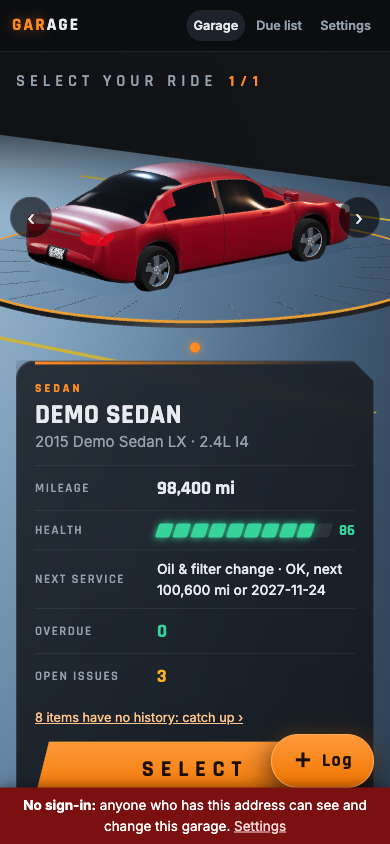 GARAGE
Garage Due list Settings
SELECT YOUR RIDE 1/1
‹ ›
SEDAN
DEMO SEDAN
2015 Demo Sedan LX · 2.4L I4
MILEAGE 98,400 mi
HEALTH 86
NEXT SERVICE Oil & filter change · OK, next
100,600 mi or 2027-11-24
OVERDUE 0
OPEN ISSUES 3
8 items have no history: catch up ›
SELECT
+ Log
No sign-in: anyone who has this address can see and
change this garage. Settings